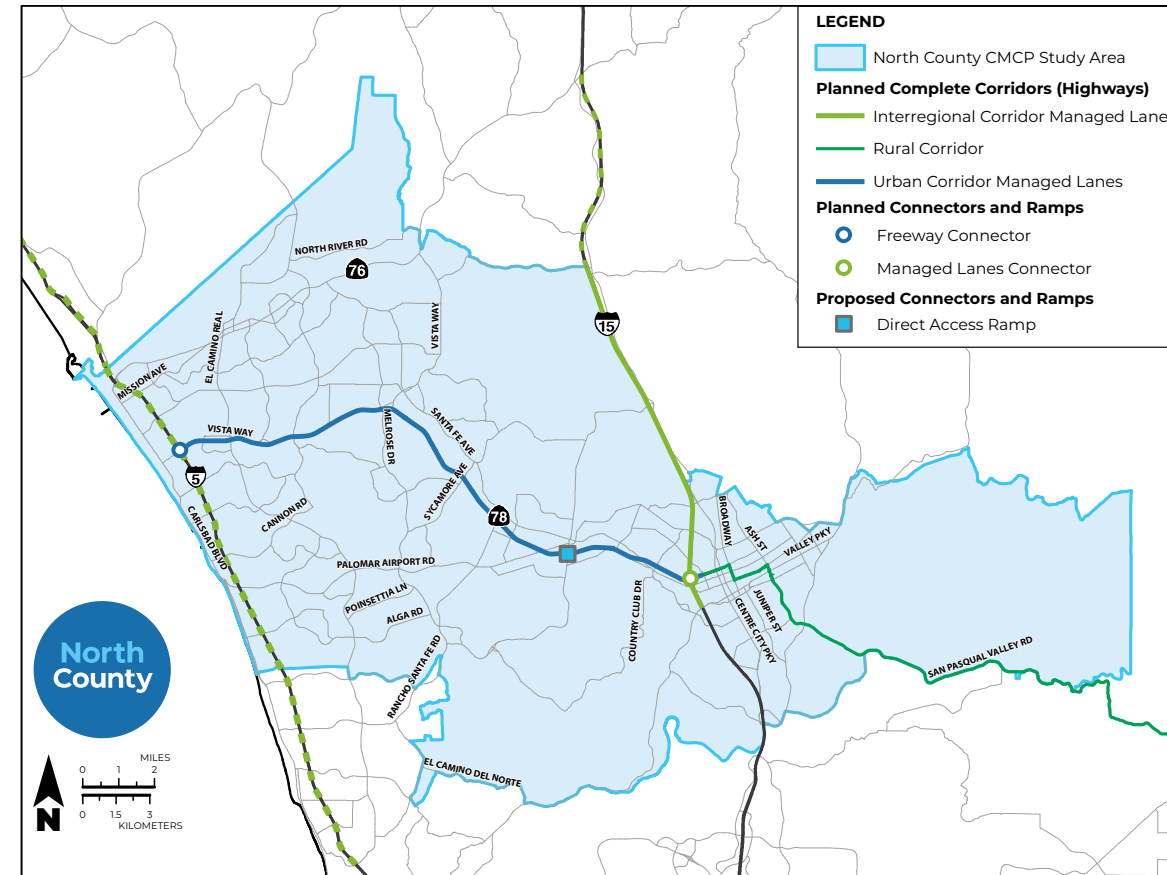 LEGEND
North County CMCP Study Area
Planned Complete Corridors (Highways)
Interregional Corridor Managed Lane
Rural Corridor
Urban Corridor Managed Lanes
Planned Connectors and Ramps
Freeway Connector
Managed Lanes Connector
Proposed Connectors and Ramps
Direct Access Ramp
NORTH RIVER RD
76
15
EL CAMINO REAL
VISTA WAY
MISSION AVE
VISTA WAY
MELROSE DR
SANTA FE AVE
5
SYCAMORE AVE
78
CANNON RD
CARLSBAD BLVD
BROADWAY
ASH ST
VALLEY PKY
PALOMAR AIRPORT RD
POINSETTIA LN
ALGA RD
COUNTRY CLUB DR
JUNIPER ST
CENTRE CITY PKY
RANCHO SANTA FE RD
SAN PASQUAL VALLEY RD
EL CAMINO DEL NORTE
North
County
MILES
0 1 2
0 1.5 3
KILOMETERS
N